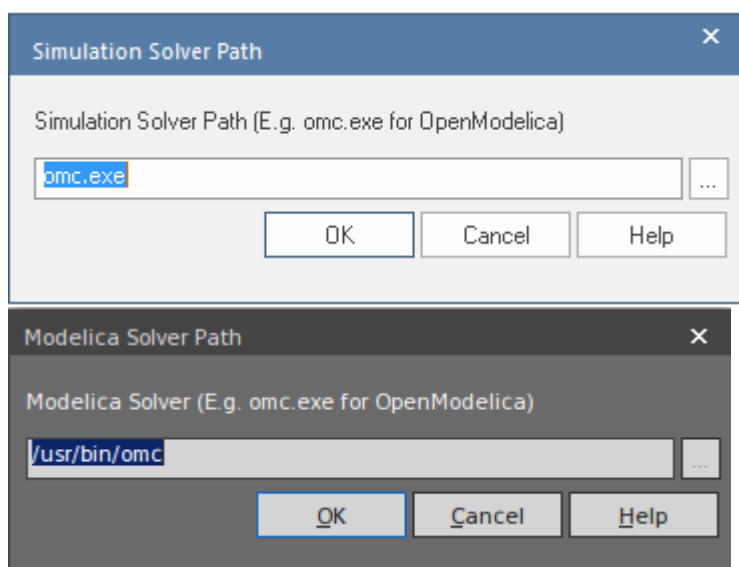 Simulation Solver Path
Simulation Solver Path (E.g. omc.exe for OpenModelica)
omc.exe ...
OK Cancel Help
Modelica Solver Path
Modelica Solver (E.g. omc.exe for OpenModelica)
/usr/bin/omc ...
OK Cancel Help